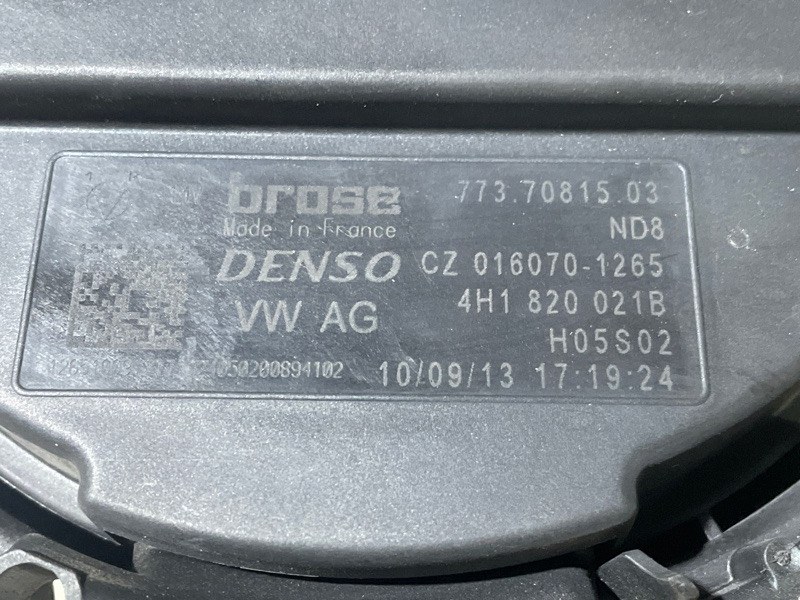 brose 773.70815.03
Made in France ND8
DENSO CZ 016070-1265
VW AG 4H1 820 021B
H05S02
10/09/13 17:19:24